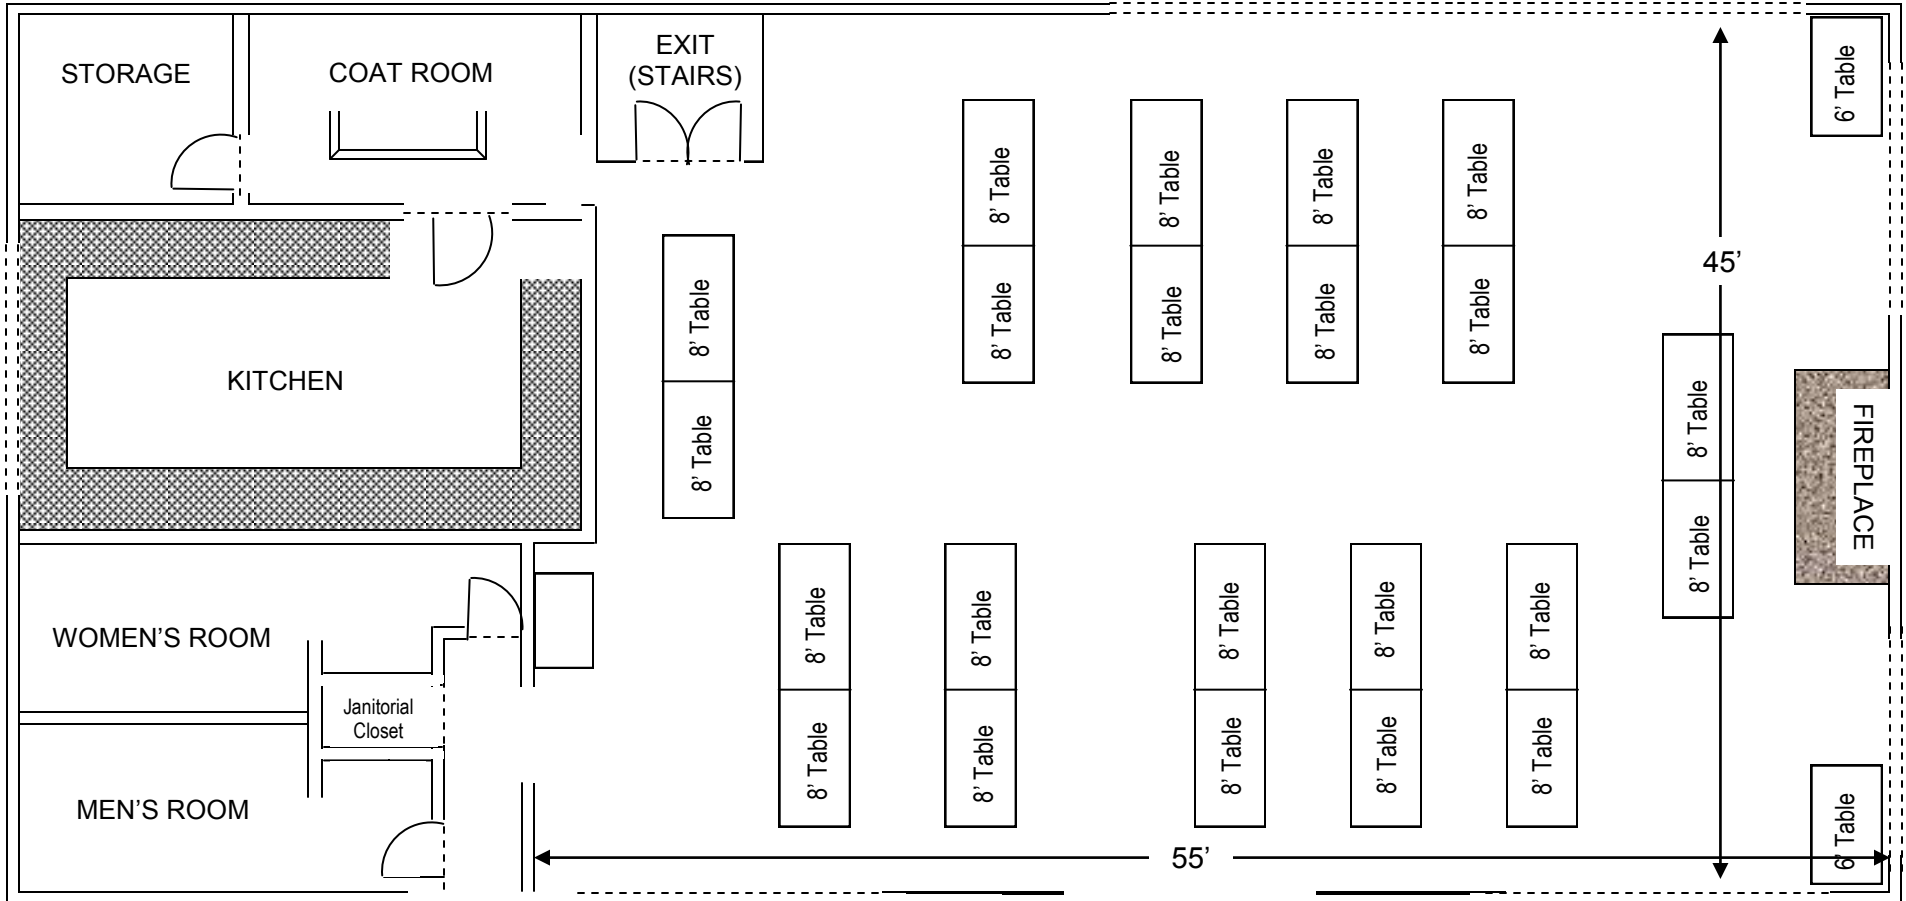 STORAGE
COAT ROOM
EXIT
(STAIRS)
6' Table
8' Table
8' Table
8' Table
8' Table
8' Table
8' Table
8' Table
8' Table
45’
8' Table
8' Table
KITCHEN
8' Table
8' Table
FIREPLACE
WOMEN’S ROOM
Janitorial
Closet
MEN’S ROOM
8' Table
8' Table
8' Table
8' Table
8' Table
8' Table
8' Table
8' Table
8' Table
8' Table
6' Table
55’